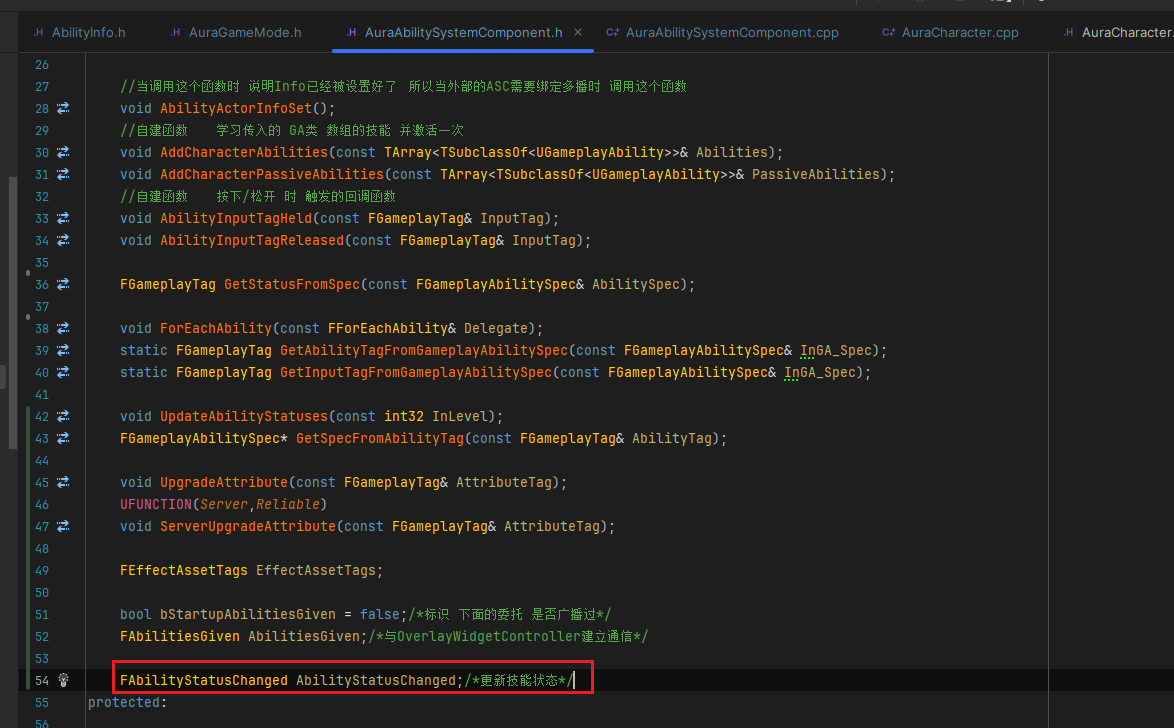 .H AbilityInfo.h .H AuraGameMode.h .H AuraAbilitySystemComponent.h × C++ AuraAbilitySystemComponent.cpp C++ AuraCharacter.cpp .H AuraCharacter.
26
27 //当调用这个函数时 说明Info已经被设置好了 所以当外部的ASC需要绑定多播时 调用这个函数
28 void AbilityActorInfoSet();
29 //自建函数 学习传入的 GA类 数组的技能 并激活一次
30 void AddCharacterAbilities(const TArray<TSubclassOf<UGameplayAbility>>& Abilities);
31 void AddCharacterPassiveAbilities(const TArray<TSubclassOf<UGameplayAbility>>& PassiveAbilities);
32 //自建函数 按下/松开 时 触发的回调函数
33 void AbilityInputTagHeld(const FGameplayTag& InputTag);
34 void AbilityInputTagReleased(const FGameplayTag& InputTag);
35
36 FGameplayTag GetStatusFromSpec(const FGameplayAbilitySpec& AbilitySpec);
37
38 void ForEachAbility(const FForEachAbility& Delegate);
39 static FGameplayTag GetAbilityTagFromGameplayAbilitySpec(const FGameplayAbilitySpec& InGA_Spec);
40 static FGameplayTag GetInputTagFromGameplayAbilitySpec(const FGameplayAbilitySpec& InGA_Spec);
41
42 void UpdateAbilityStatuses(const int32 InLevel);
43 FGameplayAbilitySpec* GetSpecFromAbilityTag(const FGameplayTag& AbilityTag);
44
45 void UpgradeAttribute(const FGameplayTag& AttributeTag);
46 UFUNCTION(Server,Reliable)
47 void ServerUpgradeAttribute(const FGameplayTag& AttributeTag);
48
49 FEffectAssetTags EffectAssetTags;
50
51 bool bStartupAbilitiesGiven = false;/*标识 下面的委托 是否广播过*/
52 FAbilitiesGiven AbilitiesGiven;/*与OverlayWidgetController建立通信*/
53
54 FAbilityStatusChanged AbilityStatusChanged;/*更新技能状态*/
55 protected:
56